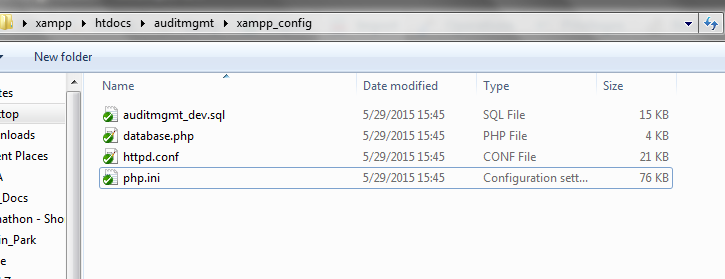 xampp htdocs auditmgmt xampp_config
New folder
Name Date modified Type Size
auditmgmt_dev.sql 5/29/2015 15:45 SQL File 15 KB
database.php 5/29/2015 15:45 PHP File 4 KB
httpd.conf 5/29/2015 15:45 CONF File 21 KB
php.ini 5/29/2015 15:45 Configuration sett... 76 KB
tes
top
nloads
ent Places
A
_Docs
nathon - Sho
in_Park
e